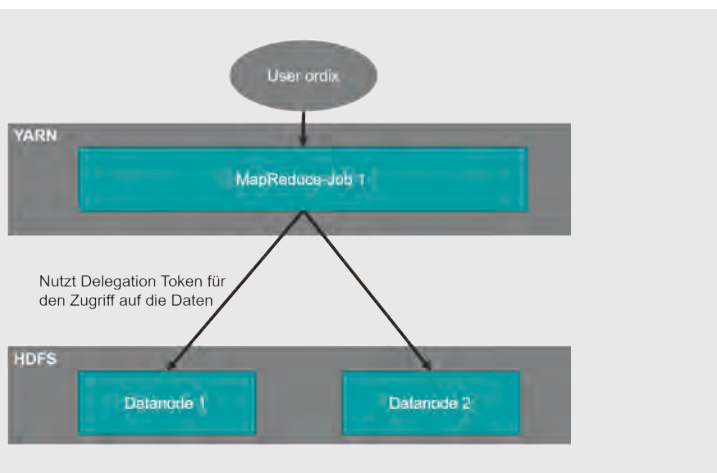 User ordix
YARN
MapReduce-Job 1
Nutzt Delegation Token für
den Zugriff auf die Daten
HDFS
Datanode 1
Datanode 2